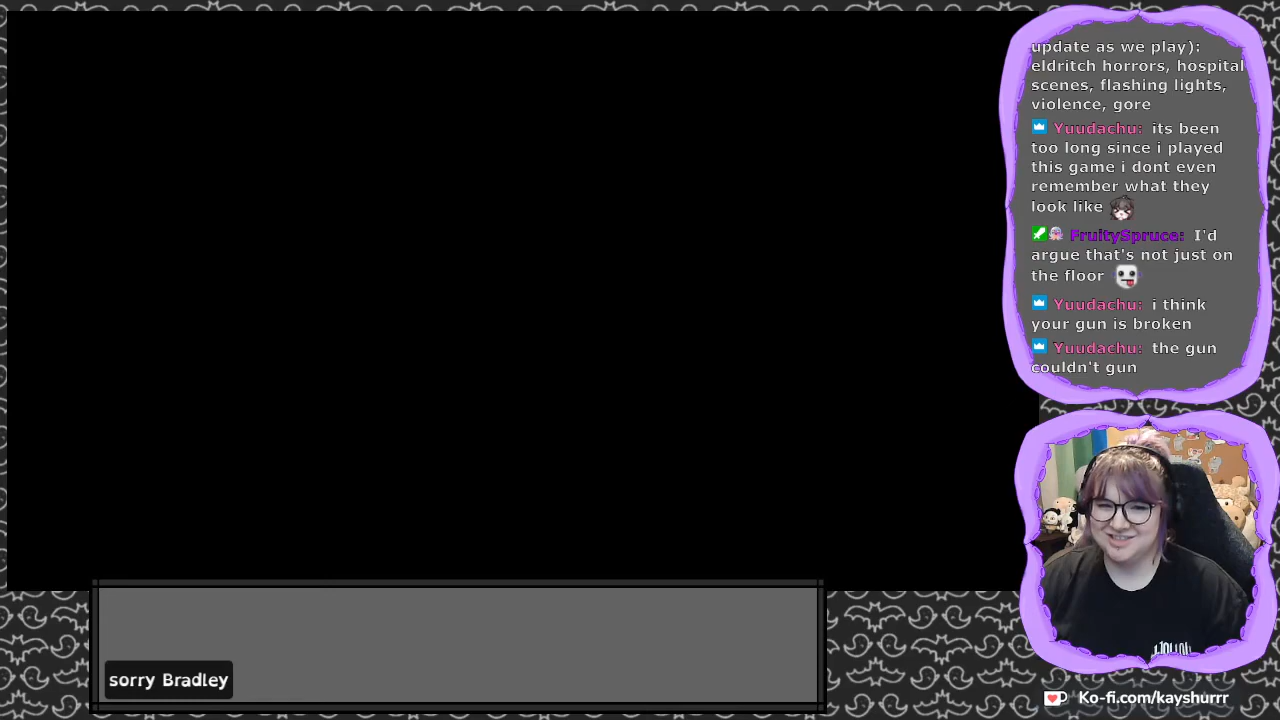 update as we play):
eldritch horrors, hospital
scenes, flashing lights,
violence, gore
Yuudachu: its been
too long since i played
this game i dont even
remember what they
look like
FruitySpruce: I'd
argue that's not just on
the floor
Yuudachu: i think
your gun is broken
Yuudachu: the gun
couldn't gun
sorry Bradley
Ko-fi.com/kayshurrr